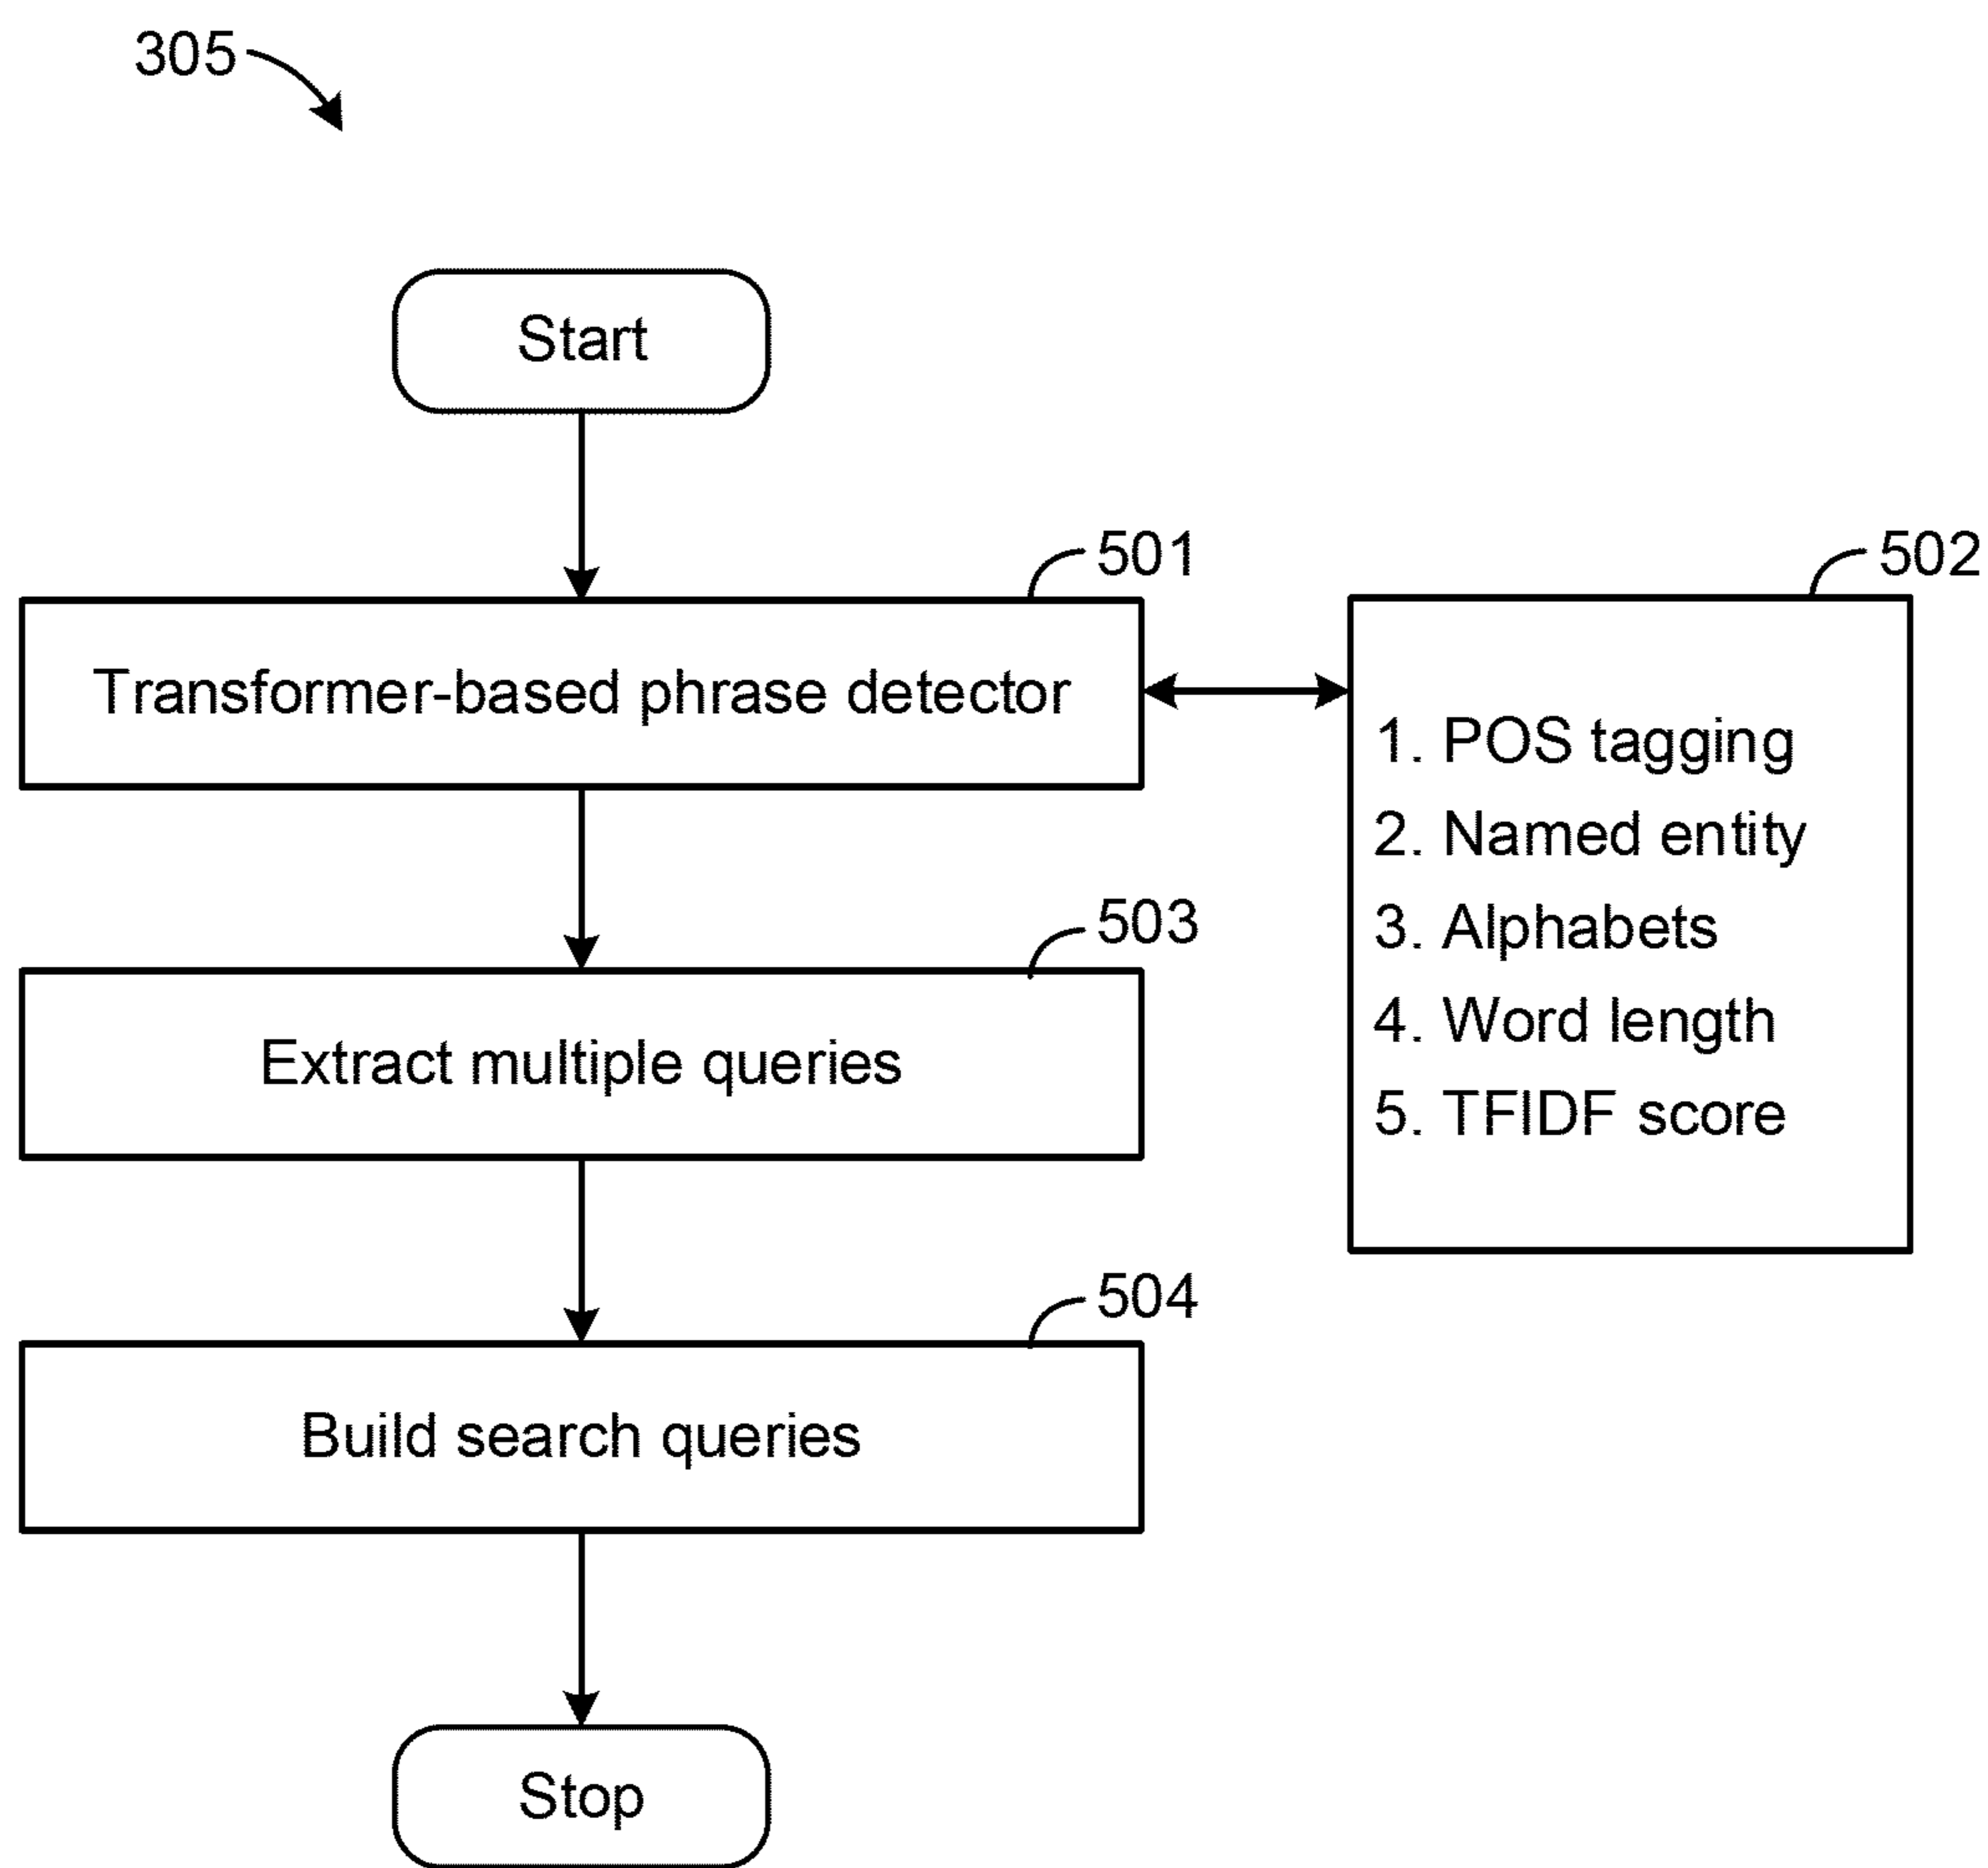 305
Start
501
502
Transformer-based phrase detector
1. POS tagging
2. Named entity
3. Alphabets
4. Word length
5. TFIDF score
503
Extract multiple queries
504
Build search queries
Stop